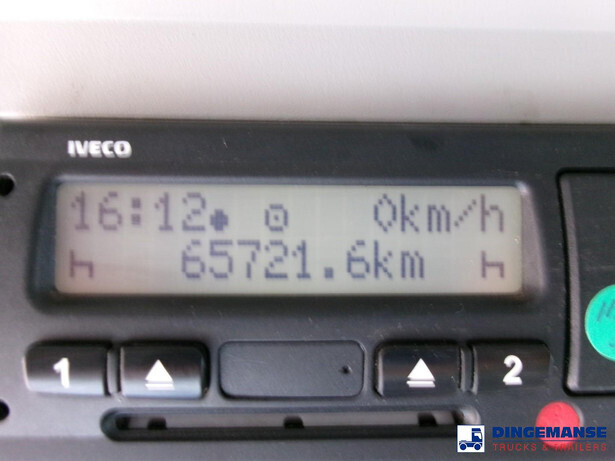 IVECO
16:12 0km/h
65721.6km
1 2
DINGEMANSE
TRUCKS & TRAILERS